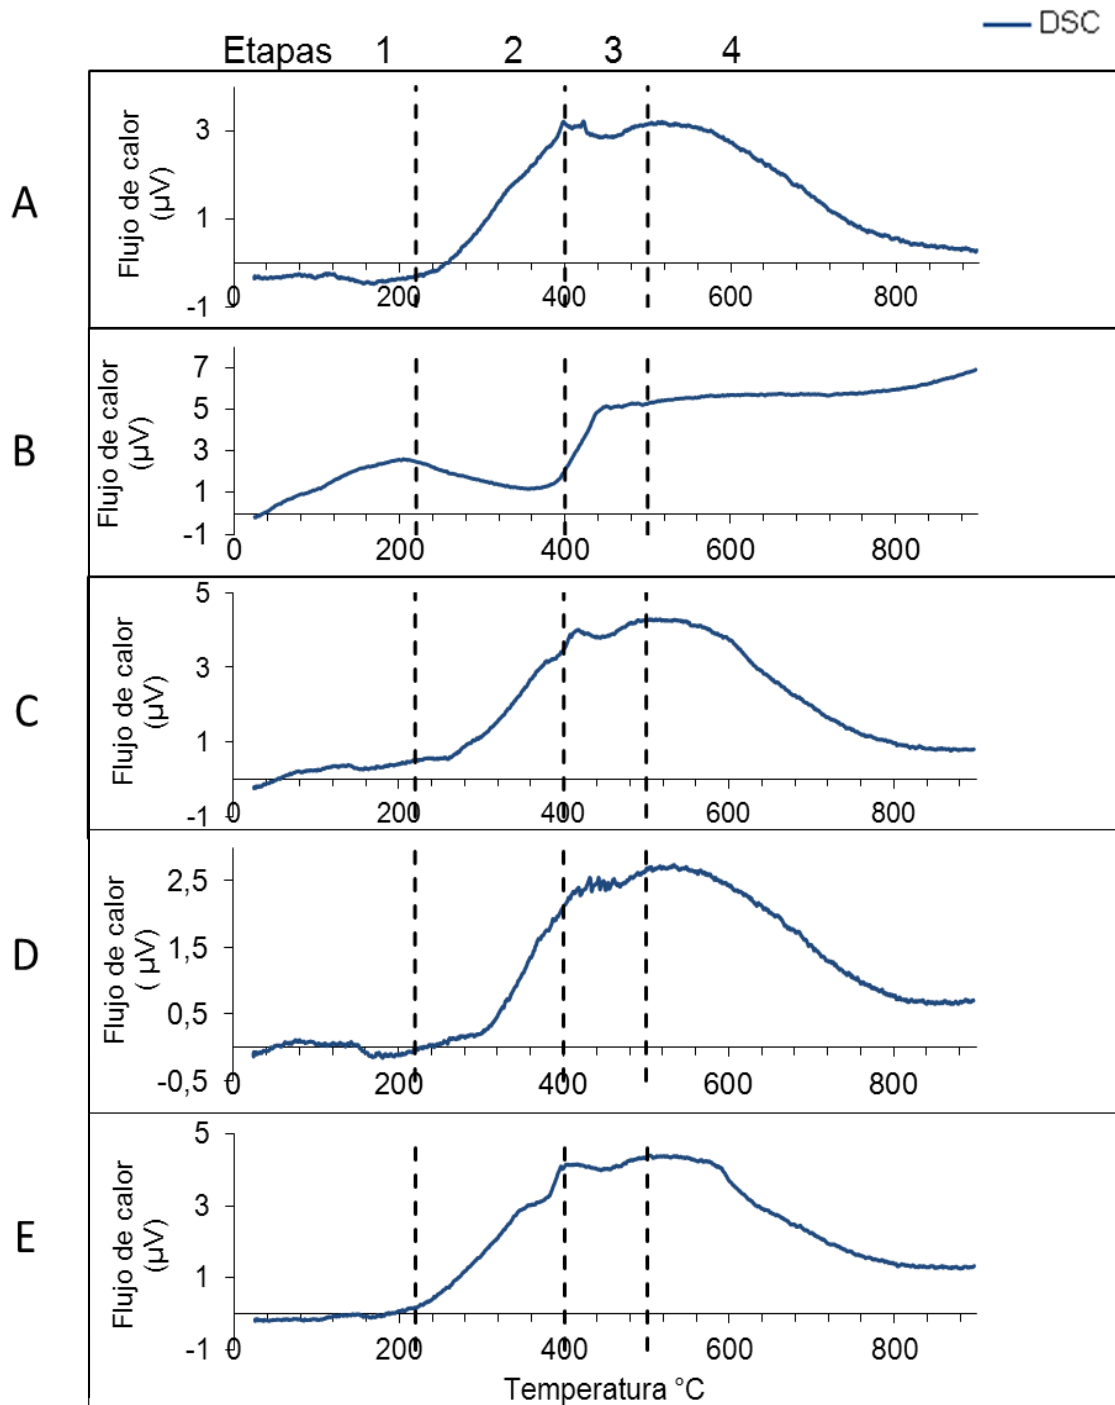 DSC
Etapas 1 2 3 4
A
Flujo de calor
(µV)
3
1
-1
0 200 400 600 800
B
Flujo de calor
(µV)
7
5
3
1
-1
0 200 400 600 800
C
Flujo de calor
(µV)
5
3
1
-1
0 200 400 600 800
D
Flujo de calor
( µV)
2,5
1,5
0,5
-0,5
0 200 400 600 800
E
Flujo de calor
(µV)
5
3
1
-1
0 200 400 600 800
Temperatura °C